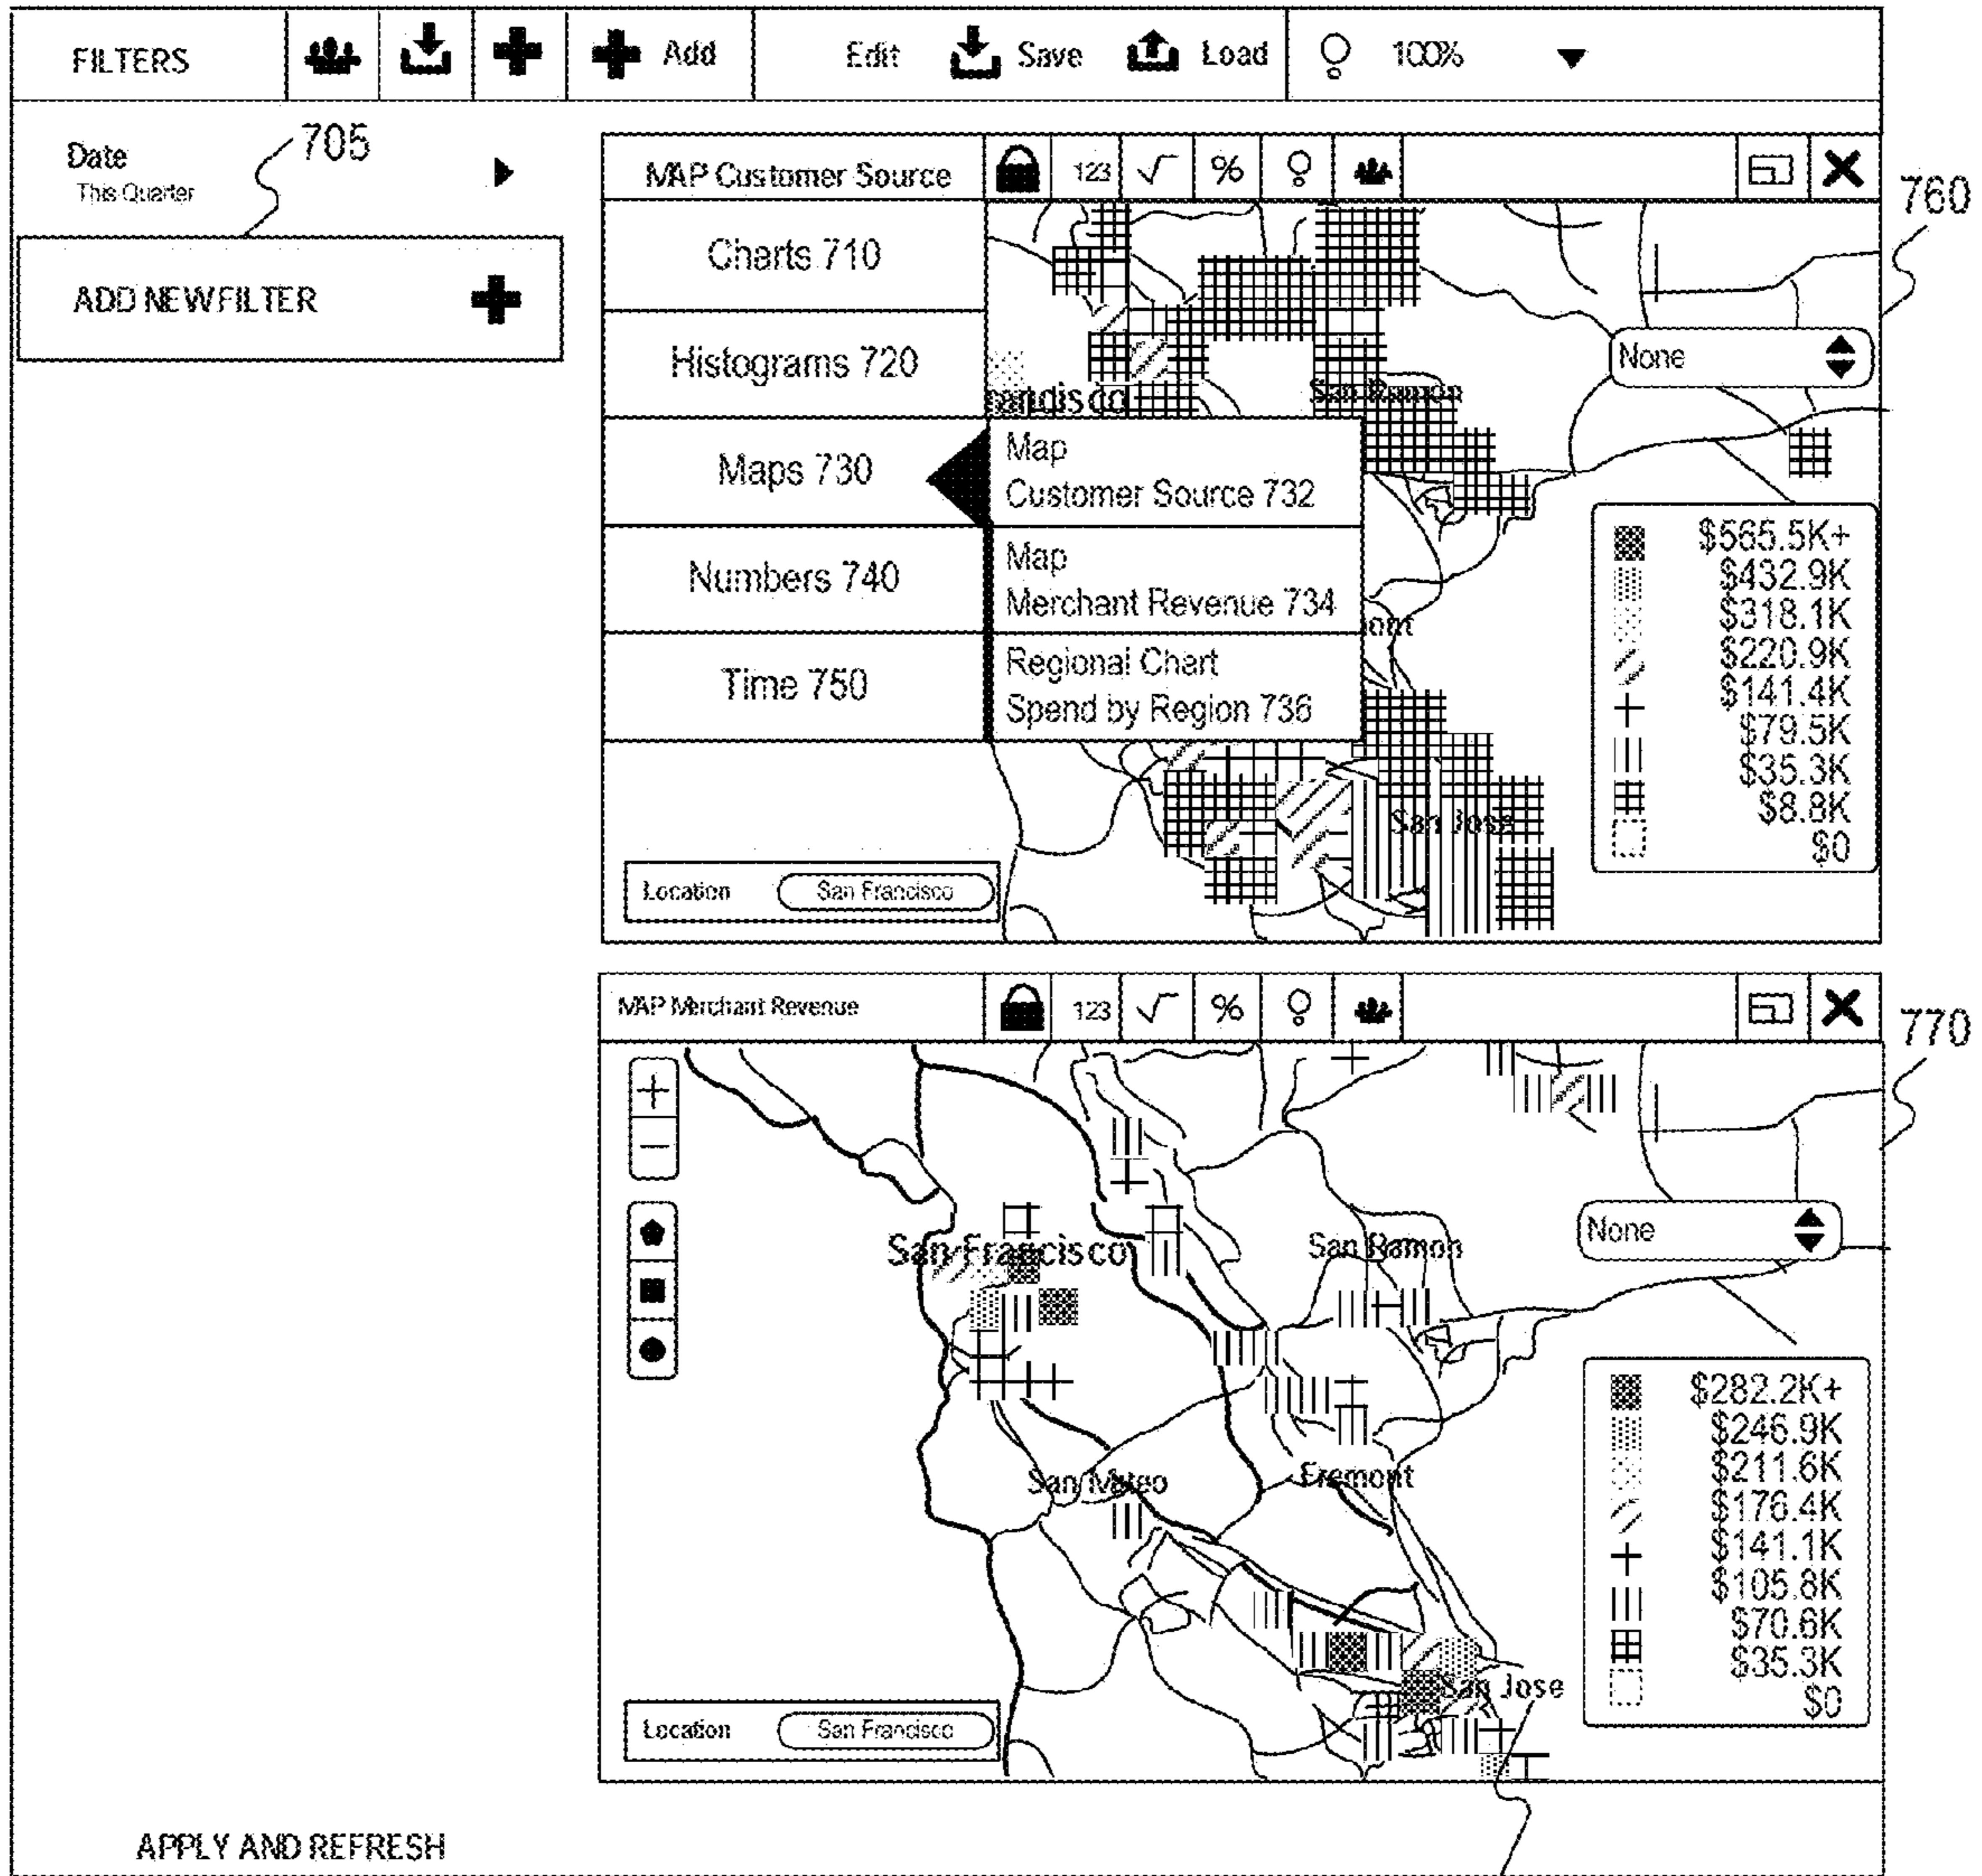 FILTERS Add Edit Save Load 100%
Date
This Quarter
705
ADD NEW FILTER
MAP Customer Source 123 √ %
760
Charts 710
Histograms 720
None
ancisco
San Ramon
Maps 730
Map
Customer Source 732
Numbers 740
Map
Merchant Revenue 734
ont
Time 750
Regional Chart
Spend by Region 736
$565.5K+
$432.9K
$318.1K
$220.9K
$141.4K
$79.5K
$35.3K
$8.8K
$0
San Jose
Location San Francisco
MAP Merchant Revenue 123 √ %
770
San Francisco
San Ramon
None
San Mateo
Fremont
$282.2K+
$246.9K
$211.6K
$176.4K
$141.1K
$105.8K
$70.6K
$35.3K
$0
San Jose
Location San Francisco
APPLY AND REFRESH